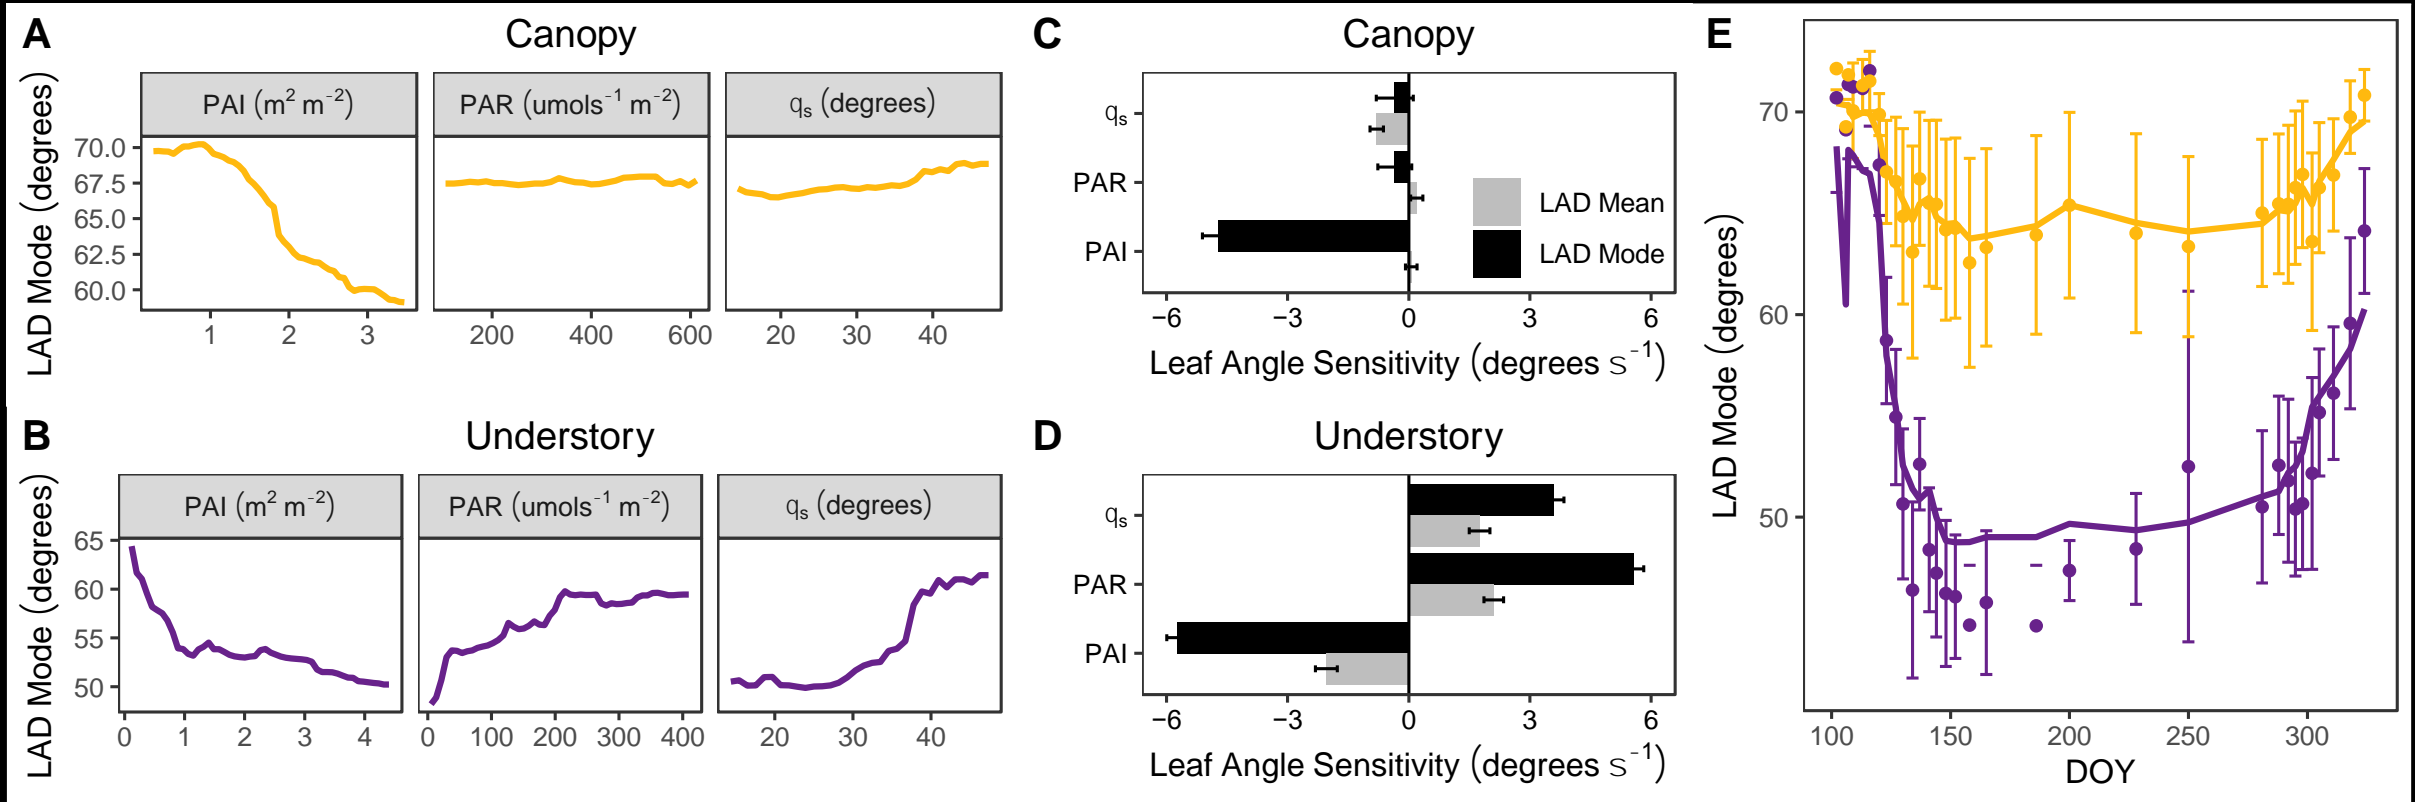 A
Canopy
LAD Mode (degrees)
PAI (m² m⁻²)
PAR (umols⁻¹ m⁻²)
qₛ (degrees)
70.0
67.5
65.0
62.5
60.0
1 2 3
200 400 600
20 30 40
B
Understory
LAD Mode (degrees)
PAI (m² m⁻²)
PAR (umols⁻¹ m⁻²)
qₛ (degrees)
65
60
55
50
0 1 2 3 4
0 100 200 300 400
20 30 40
C
Canopy
qₛ
PAR
PAI
LAD Mean
LAD Mode
−6 −3 0 3 6
Leaf Angle Sensitivity (degrees s⁻¹)
D
Understory
qₛ
PAR
PAI
−6 −3 0 3 6
Leaf Angle Sensitivity (degrees s⁻¹)
E
LAD Mode (degrees)
70
60
50
100 150 200 250 300
DOY